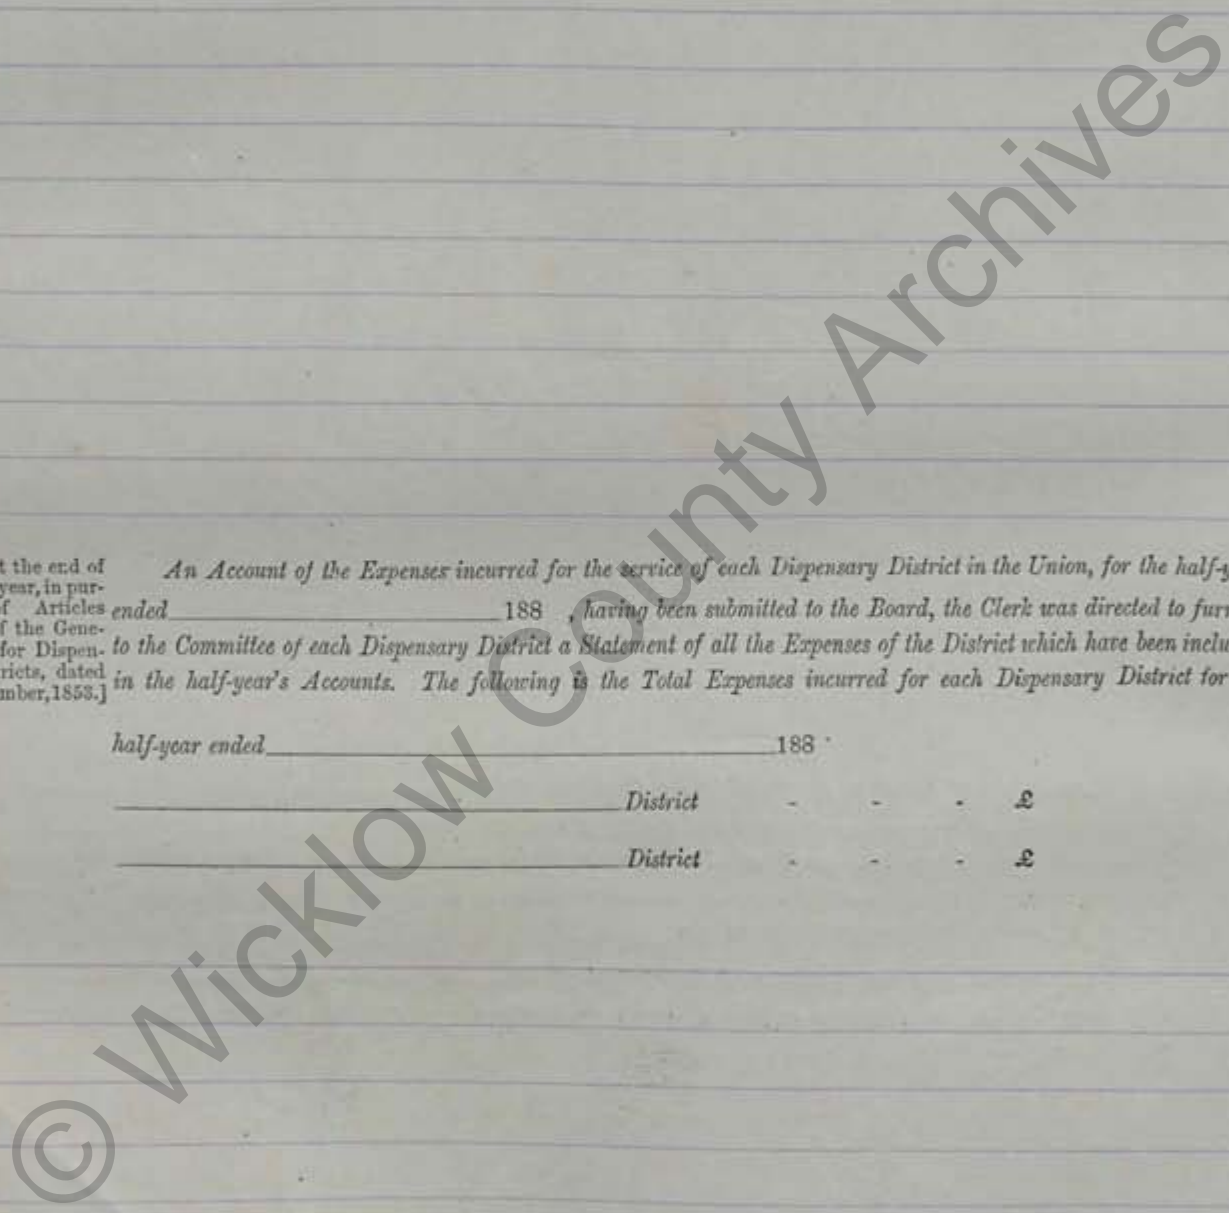 t the end of
year, in pur-
f Articles
f the Gene-
for Dispen-
ricts, dated
mber, 1853.]
An Account of the Expenses incurred for the service of each Dispensary District in the Union, for the half-y
ended 188 , having been submitted to the Board, the Clerk was directed to fur
to the Committee of each Dispensary District a Statement of all the Expenses of the District which have been inclu
in the half-year's Accounts. The following is the Total Expenses incurred for each Dispensary District for
half-year ended 188
District - - - £
District - - - £
© Wicklow County Archives